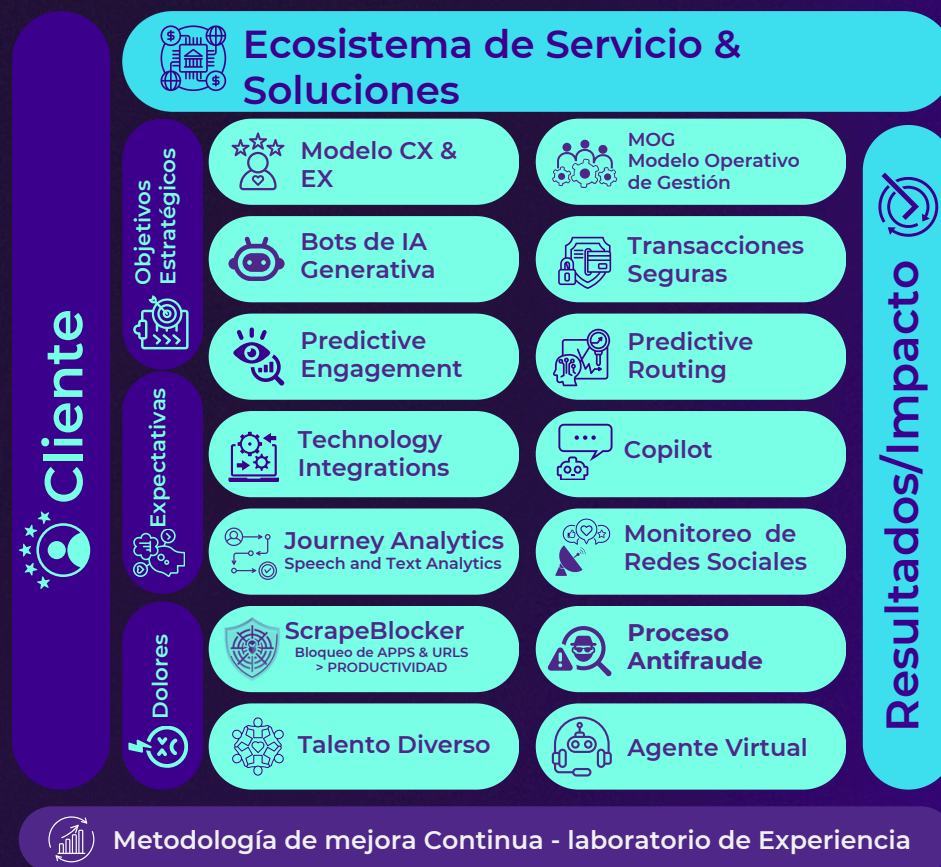 Ecosistema de Servicio &
Soluciones
Cliente
Objetivos
Estratégicos
Expectativas
Dolores
Modelo CX &
EX
MOG
Modelo Operativo
de Gestión
Bots de IA
Generativa
Transacciones
Seguras
Predictive
Engagement
Predictive
Routing
Technology
Integrations
Copilot
Journey Analytics
Speech and Text Analytics
Monitoreo de
Redes Sociales
ScrapeBlocker
Bloqueo de APPS & URLS
> PRODUCTIVIDAD
Proceso
Antifraude
Talento Diverso
Agente Virtual
Resultados/Impacto
Metodología de mejora Continua - laboratorio de Experiencia